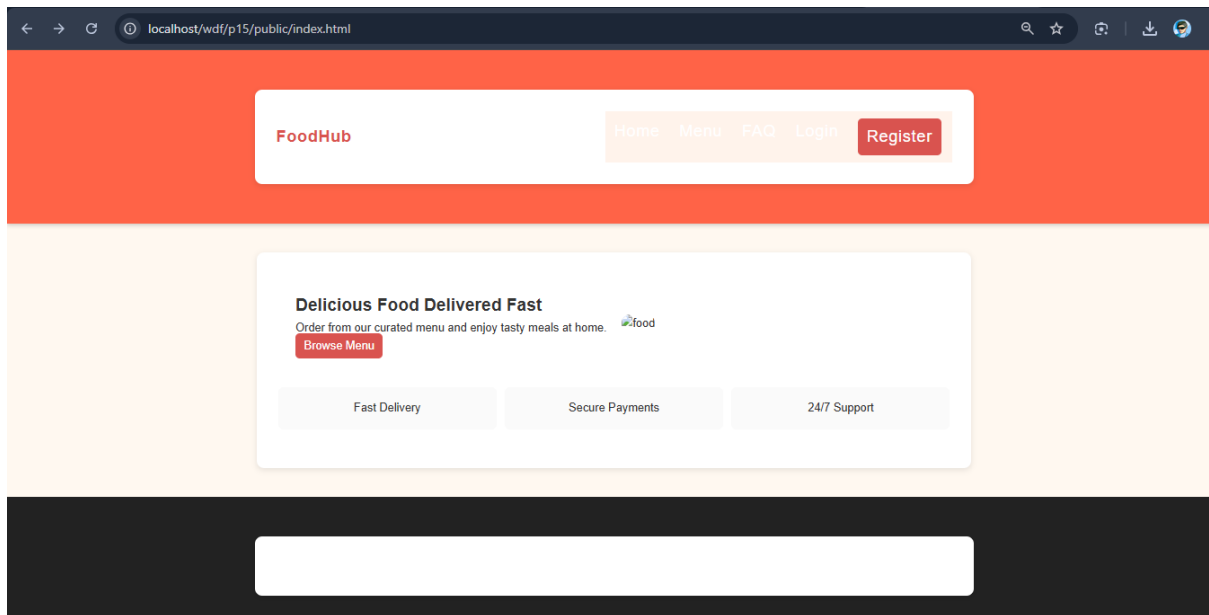 localhost/wdf/p15/public/index.html
FoodHub
Home Menu FAQ Login Register
Delicious Food Delivered Fast
Order from our curated menu and enjoy tasty meals at home.
food
Browse Menu
Fast Delivery Secure Payments 24/7 Support